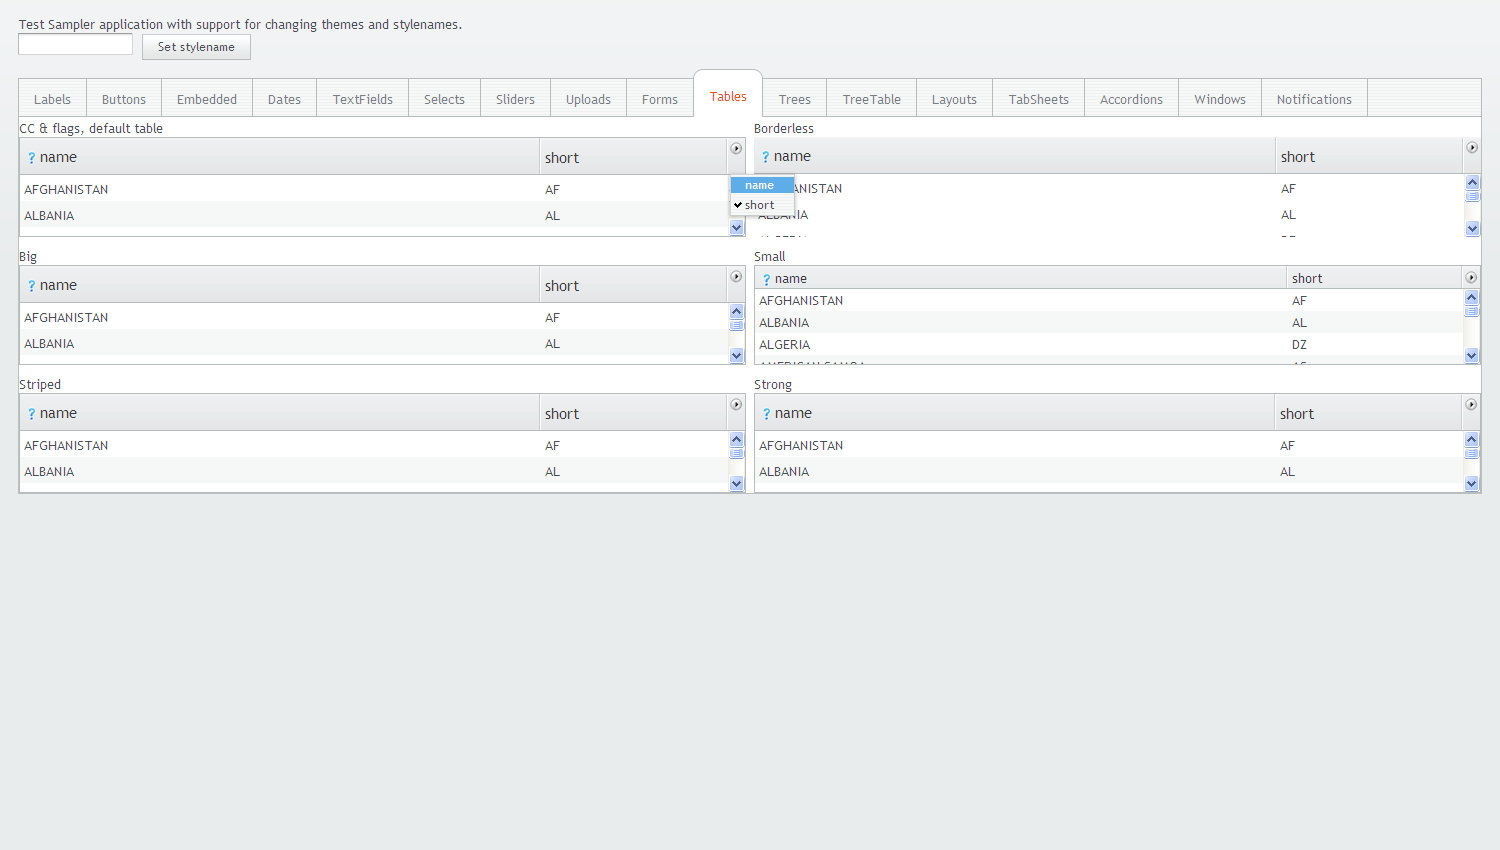 Test Sampler application with support for changing themes and stylenames.
Set stylename
Labels Buttons Embedded Dates TextFields Selects Sliders Uploads Forms Tables Trees TreeTable Layouts TabSheets Accordions Windows Notifications
CC & flags, default table
? name short
AFGHANISTAN AF
ALBANIA AL
name
short
Borderless
? name short
HANISTAN AF
ALBANIA AL
Big
? name short
AFGHANISTAN AF
ALBANIA AL
Small
? name short
AFGHANISTAN AF
ALBANIA AL
ALGERIA DZ
Striped
? name short
AFGHANISTAN AF
ALBANIA AL
Strong
? name short
AFGHANISTAN AF
ALBANIA AL